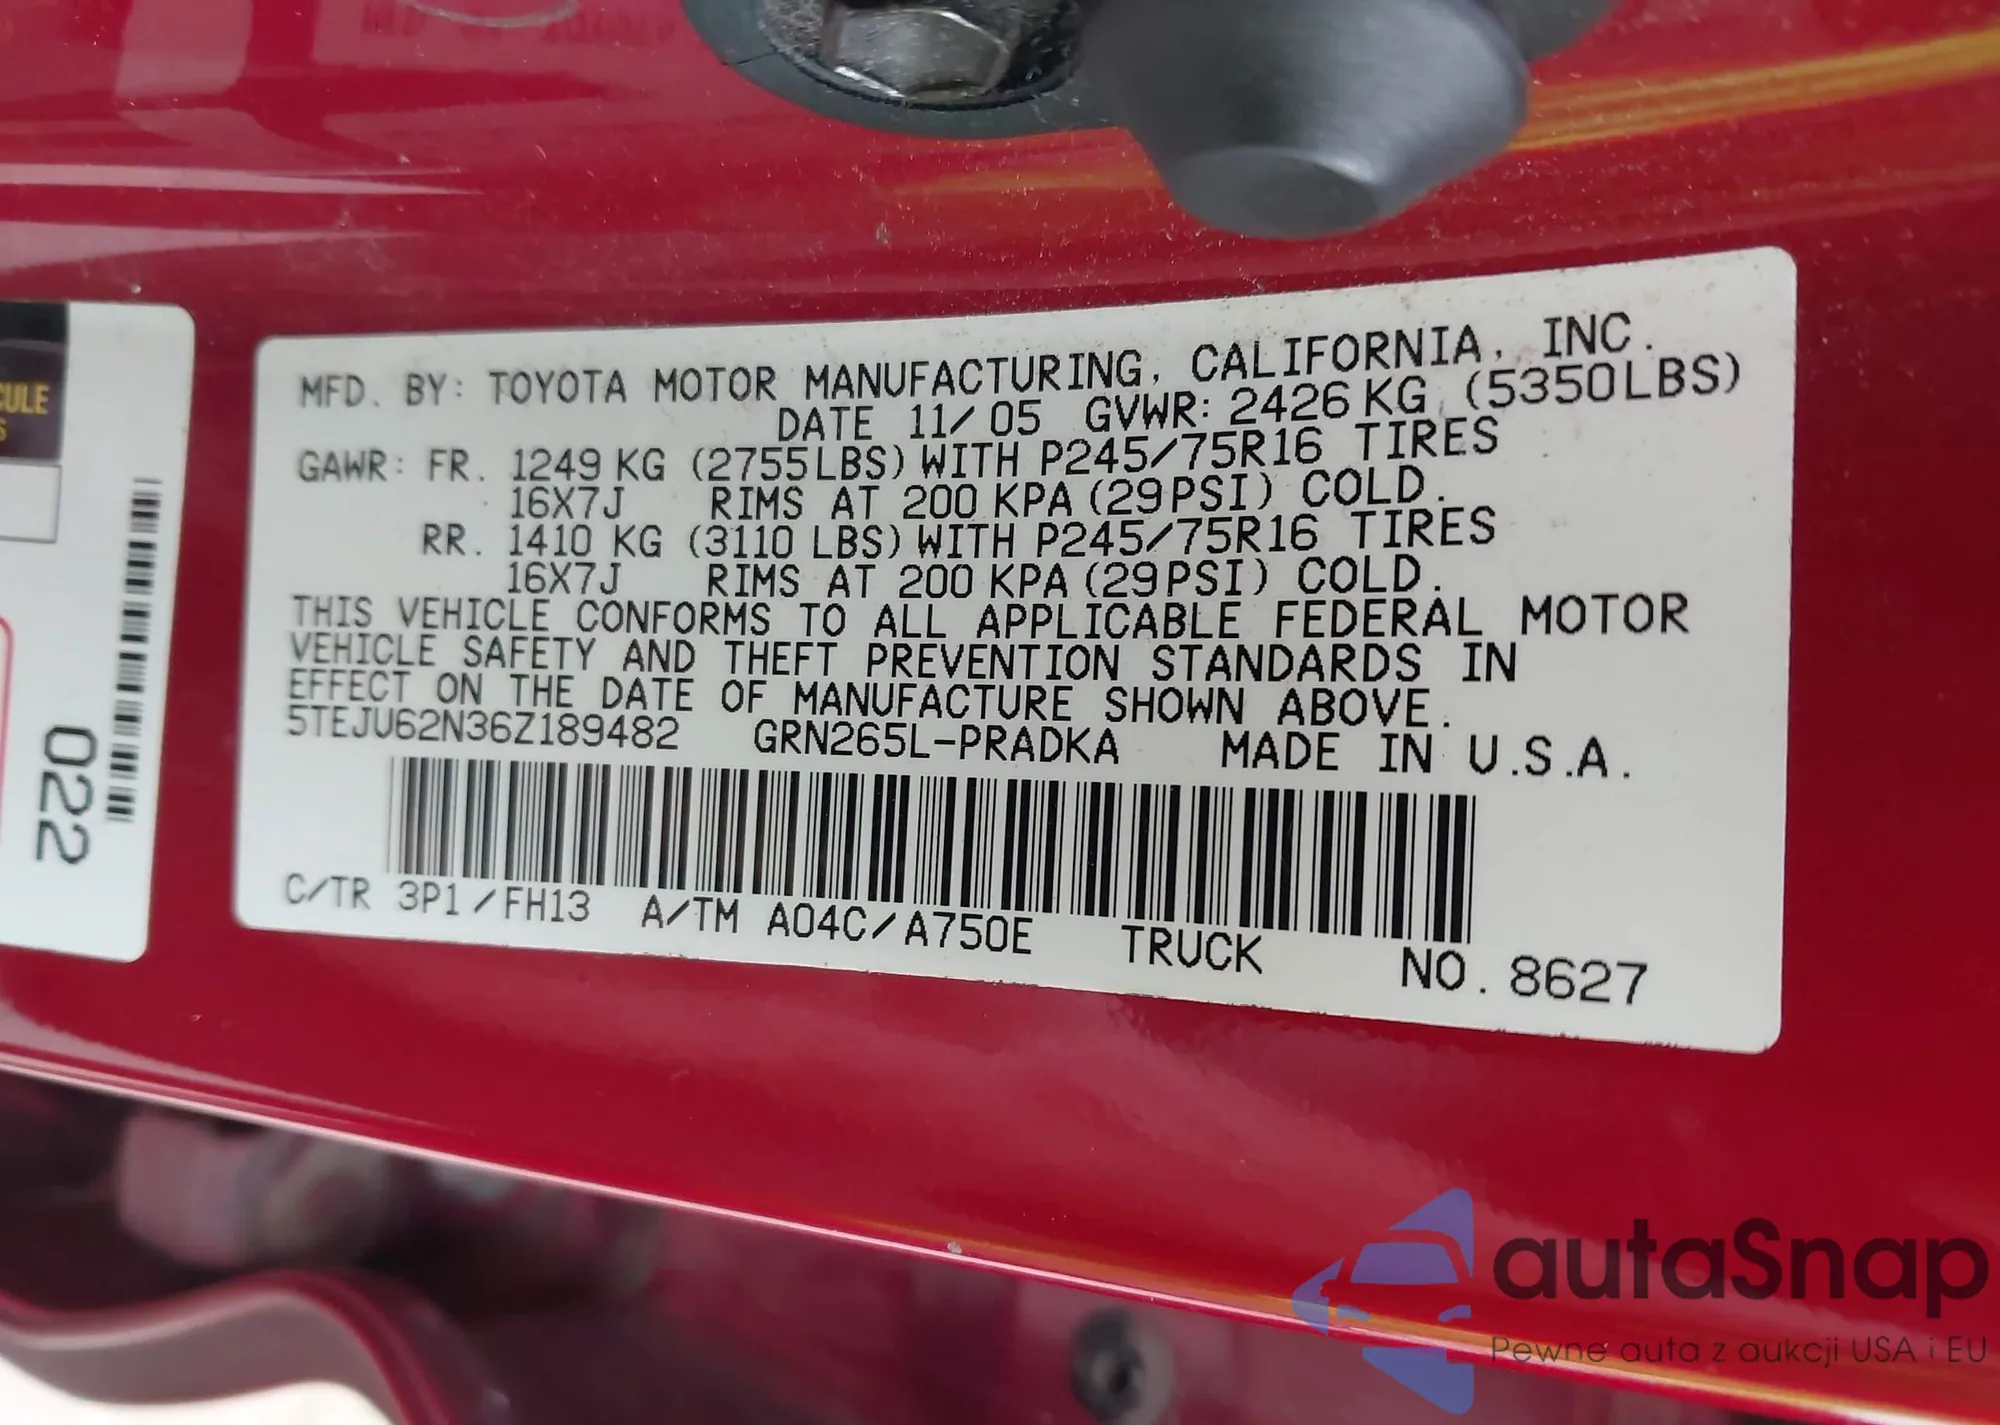 MFD. BY: TOYOTA MOTOR MANUFACTURING, CALIFORNIA, INC.
DATE 11/05 GVWR: 2426 KG (5350LBS)
GAWR: FR. 1249 KG (2755LBS) WITH P245/75R16 TIRES
16X7J RIMS AT 200 KPA (29PSI) COLD.
RR. 1410 KG (3110 LBS) WITH P245/75R16 TIRES
16X7J RIMS AT 200 KPA (29PSI) COLD.
THIS VEHICLE CONFORMS TO ALL APPLICABLE FEDERAL MOTOR
VEHICLE SAFETY AND THEFT PREVENTION STANDARDS IN
EFFECT ON THE DATE OF MANUFACTURE SHOWN ABOVE.
5TEJU62N36Z189482 GRN265L-PRADKA MADE IN U.S.A.
C/TR 3P1/FH13 A/TM A04C/A750E TRUCK NO. 8627
022
autaSnap
Pewne auta z aukcji USA i EU